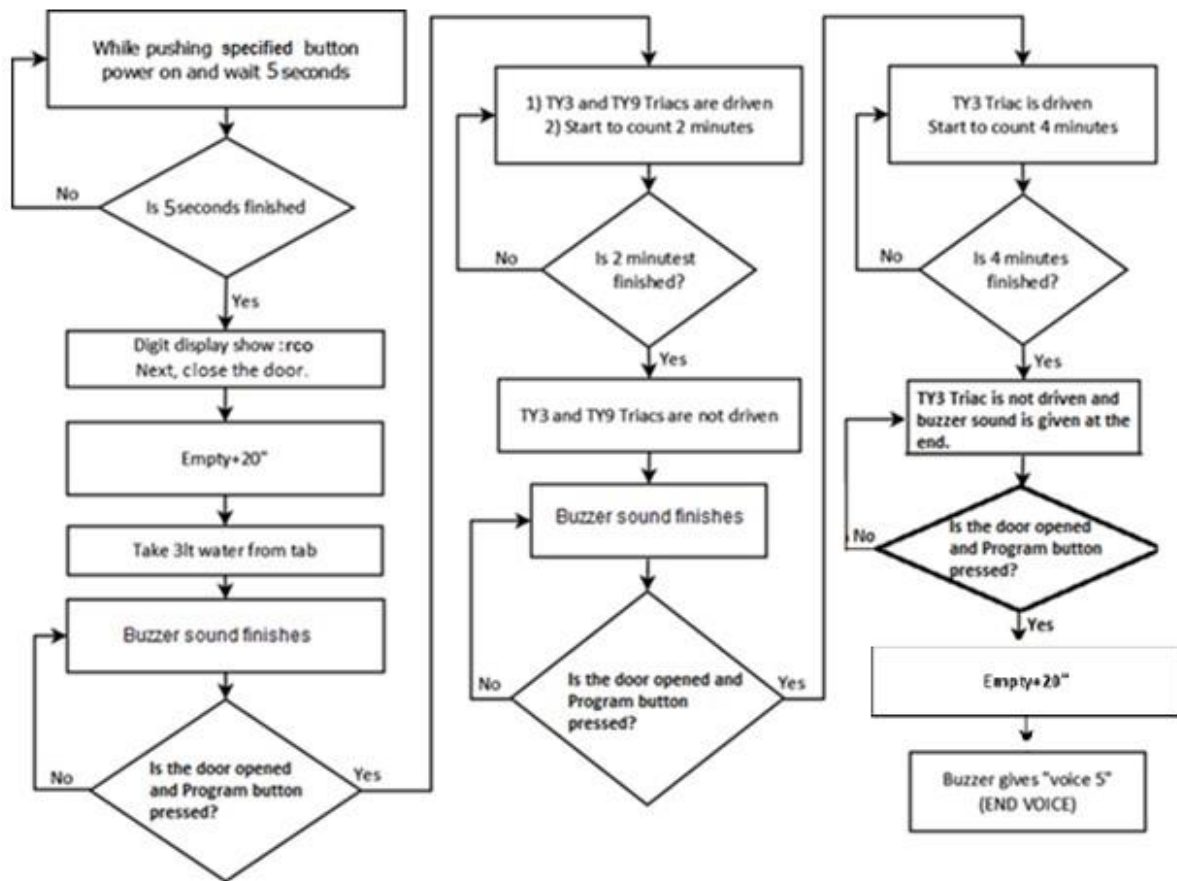 While pushing specified button
power on and wait 5 seconds
No
Is 5seconds finished
Yes
Digit display show :rco
Next, close the door.
Empty+20"
Take 3lt water from tab
Buzzer sound finishes
No
Is the door opened
and Program button
pressed?
Yes
1) TY3 and TY9 Triacs are driven
2) Start to count 2 minutes
No
Is 2 minutest
finished?
Yes
TY3 and TY9 Triacs are not driven
Buzzer sound finishes
No
Is the door opened and
Program button
pressed?
Yes
TY3 Triac is driven
Start to count 4 minutes
No
Is 4 minutes
finished?
Yes
TY3 Triac is not driven and
buzzer sound is given at the
end.
No
Is the door opened
and Program button
pressed?
Yes
Empty+20"
Buzzer gives "voice 5"
(END VOICE)